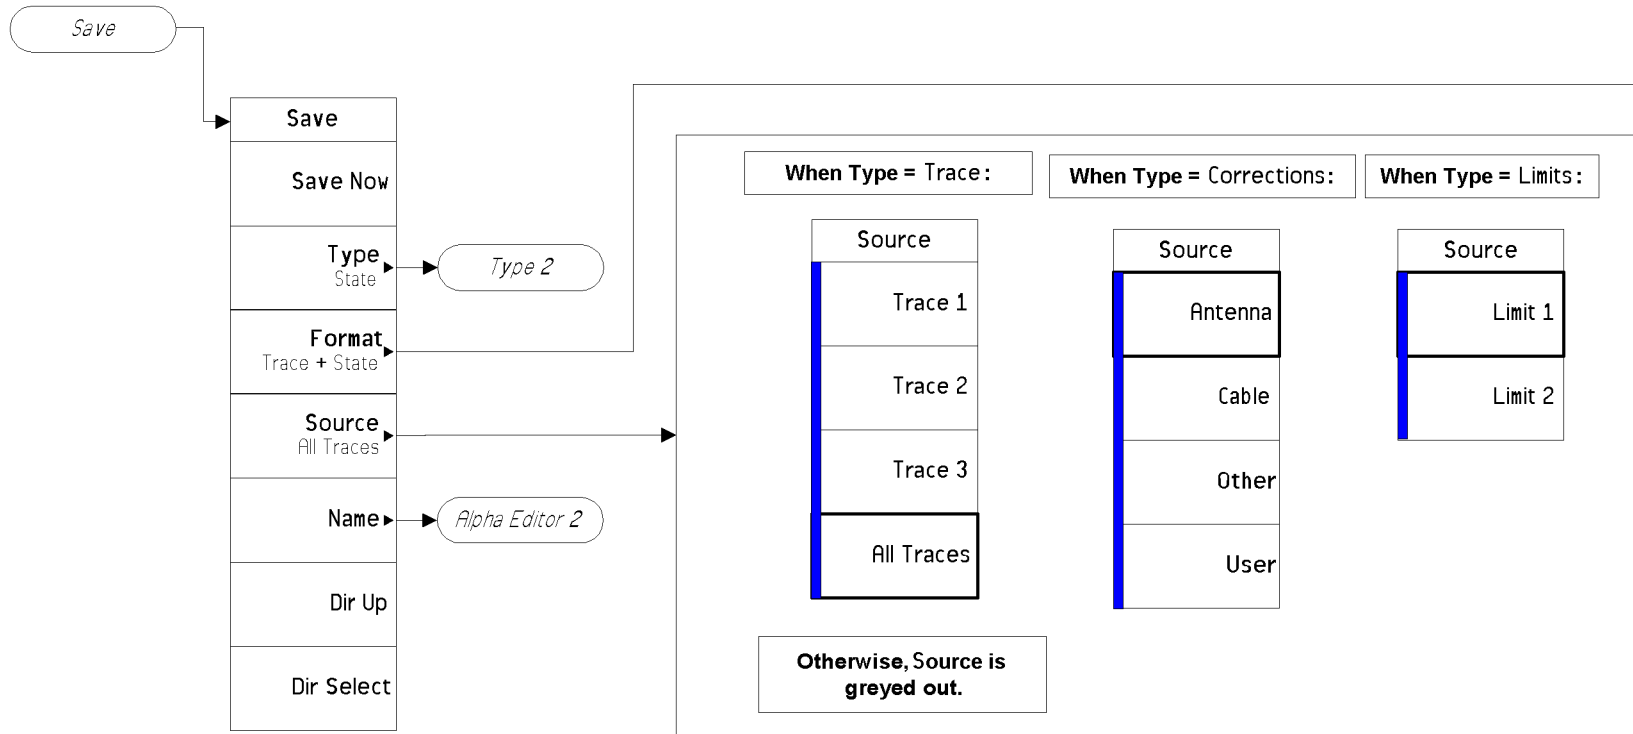 Save
Save
Save Now
Type
State
Type 2
Format
Trace + State
Source
All Traces
Name
Alpha Editor 2
Dir Up
Dir Select
When Type = Trace:
Source
Trace 1
Trace 2
Trace 3
All Traces
Otherwise, Source is
greyed out.
When Type = Corrections:
Source
Antenna
Cable
Other
User
When Type = Limits:
Source
Limit 1
Limit 2